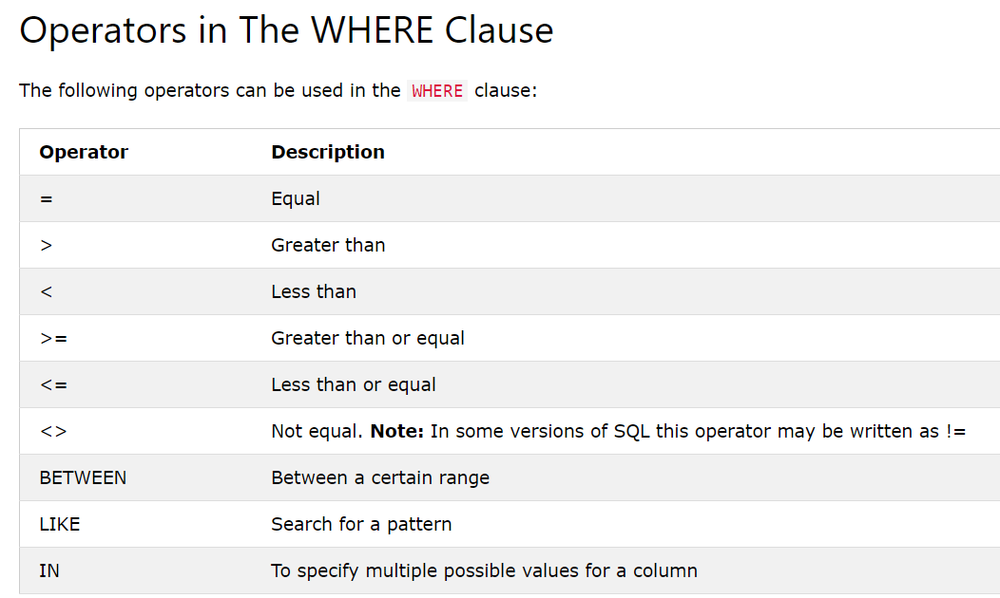 Operators in The WHERE Clause
The following operators can be used in the WHERE clause:
Operator Description
= Equal
> Greater than
< Less than
>= Greater than or equal
<= Less than or equal
<> Not equal. Note: In some versions of SQL this operator may be written as !=
BETWEEN Between a certain range
LIKE Search for a pattern
IN To specify multiple possible values for a column